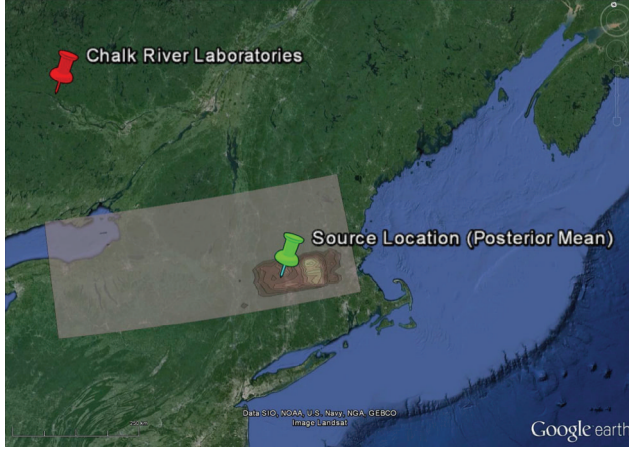 Chalk River Laboratories
Source Location (Posterior Mean)
Data SIO, NOAA, U.S. Navy, NGA, GEBCO
Image Landsat
Google earth